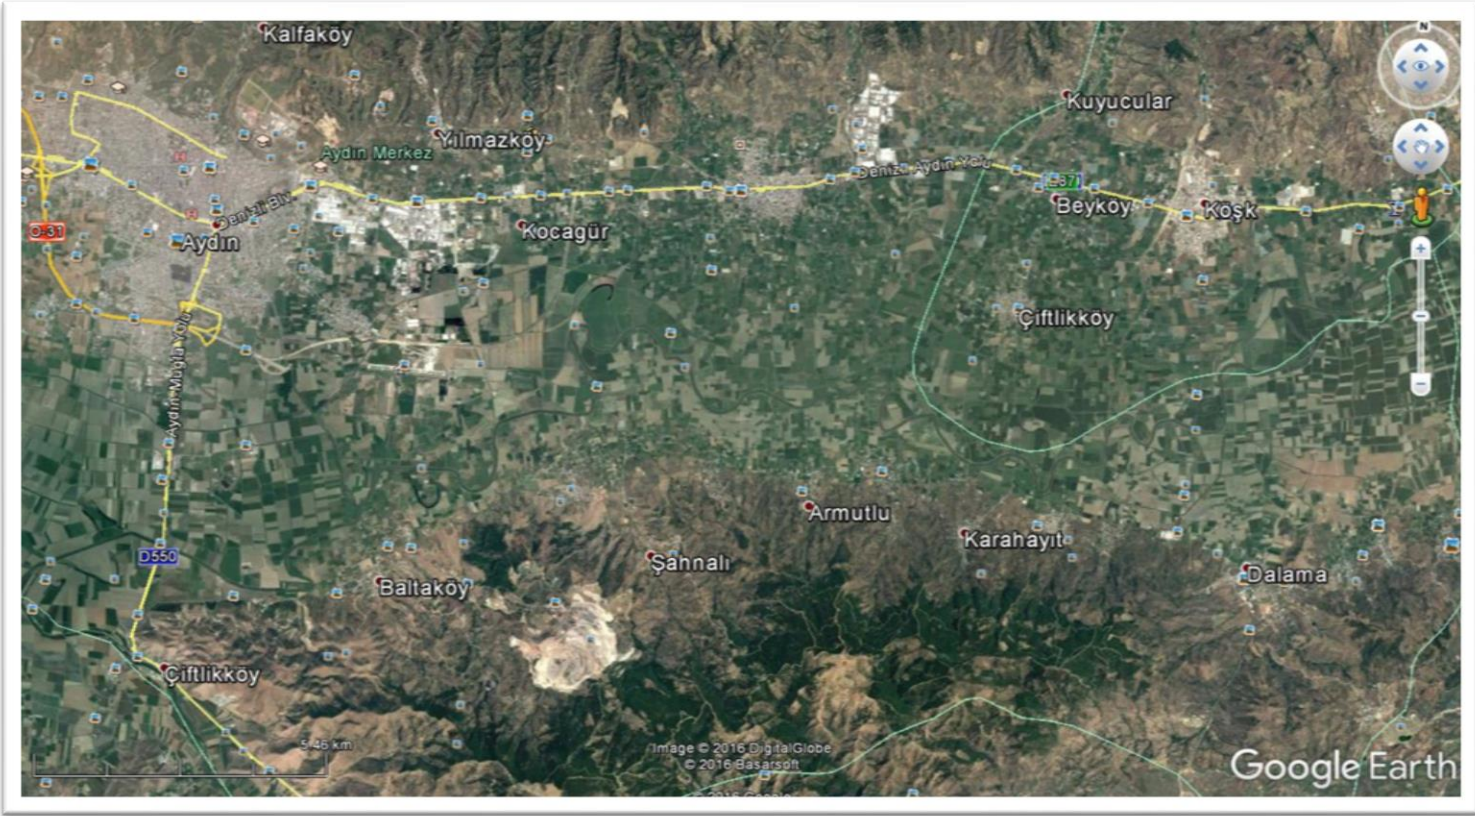 Kalfaköy
N
Kuyucular
Yılmazköy
Aydın Merkez
Denizli Aydın Yolu
Denizli Blv.
Beyköy
Köşk
O-31
Kocagür
Aydın
Çiftlikköy
Aydın Muğla Yolu
Armutlu
Karahayıt
D550
Şahnalı
Dalama
Baltaköy
Çiftlikköy
5.46 km
Image © 2016 DigitalGlobe
© 2016 Basarsoft
Google Earth